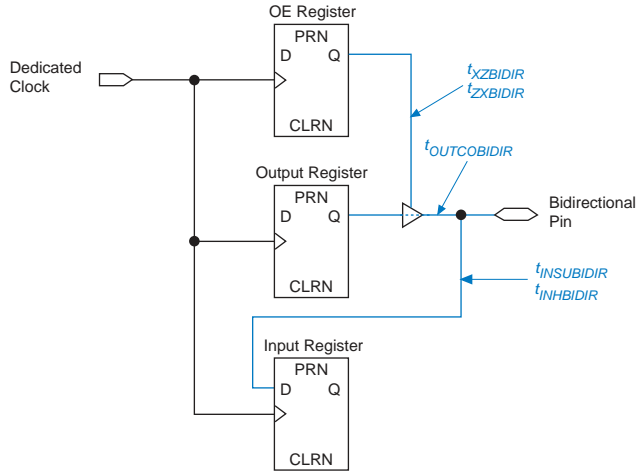 OE Register
PRN
D
Q
CLRN
Dedicated
Clock
tXZBIDIR
tZXBIDIR
tOUTCOBIDIR
Output Register
PRN
D
Q
CLRN
Bidirectional
Pin
tINSUBIDIR
tINHBIDIR
Input Register
PRN
D
Q
CLRN